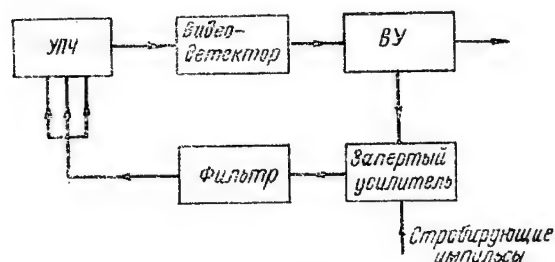 УПЧ
Видео-
детектор
ВУ
Фильтр
Запертый
усилитель
Стробирующие
импульсы